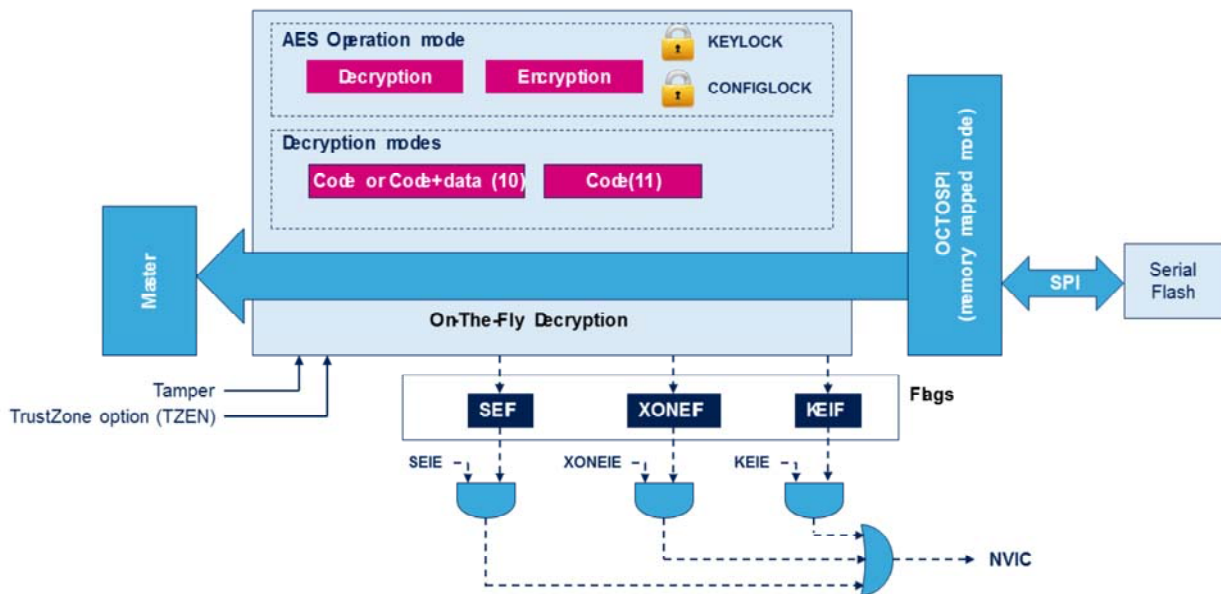 AES Operation mode
KEYLOCK
Decryption
Encryption
CONFIGLOCK
Decryption modes
Code or Code+data (10)
Code(11)
Master
OCTOSPI
(memory mapped mode)
SPI
Serial
Flash
On-The-Fly Decryption
Tamper
TrustZone option (TZEN)
Flags
SEIF
XONEIF
KEIF
SEIE
XONEIE
KEIE
NVIC